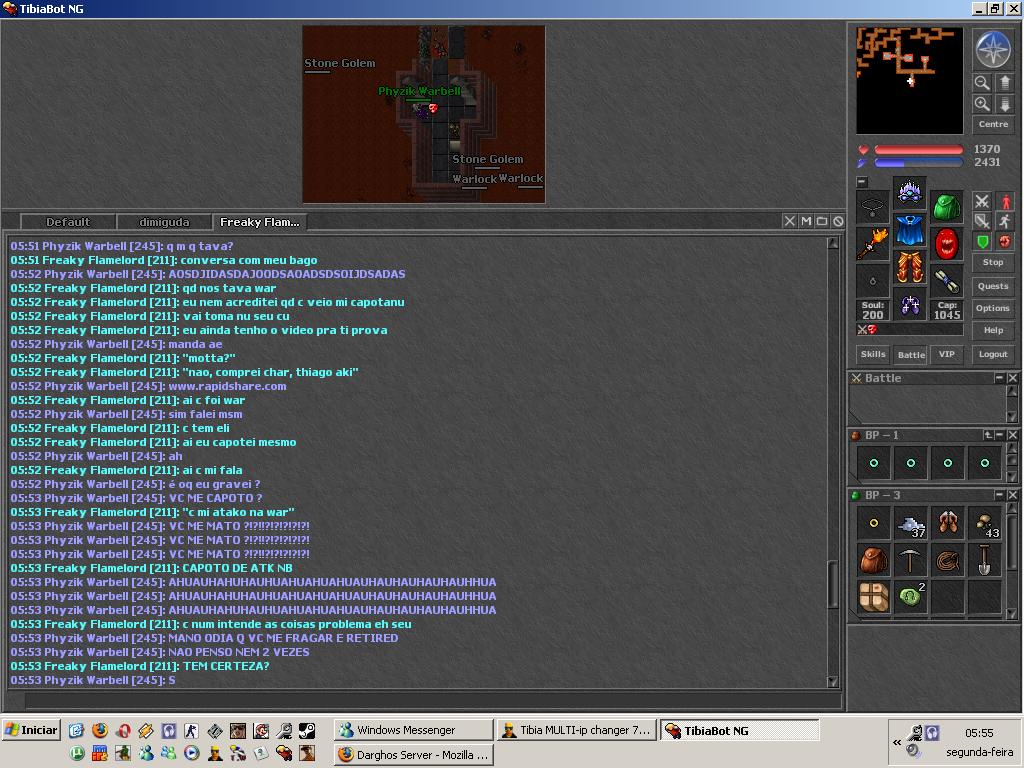 TibiaBot NG
Stone Golem
Phyzik Warbell
Stone Golem
Warlock Warlock
Centre
1370
2431
Soul:
200
Cap:
1045
Stop
Quests
Options
Help
Skills Battle VIP Logout
Battle
BP - 1
BP - 3
37
43
2
Default dimiguda Freaky Flam...
05:51 Phyzik Warbell [245]: q m q tava?
05:51 Freaky Flamelord [211]: conversa com meu bago
05:52 Phyzik Warbell [245]: AOSDJIDASDAJOODSAOADSDSOIJDSADAS
05:52 Freaky Flamelord [211]: qd nos tava war
05:52 Freaky Flamelord [211]: eu nem acreditei qd c veio mi capotanu
05:52 Freaky Flamelord [211]: vai toma nu seu cu
05:52 Freaky Flamelord [211]: eu ainda tenho o video pra ti prova
05:52 Phyzik Warbell [245]: manda ae
05:52 Freaky Flamelord [211]: "motta?"
05:52 Freaky Flamelord [211]: "nao, comprei char, thiago aki"
05:52 Phyzik Warbell [245]: www.rapidshare.com
05:52 Freaky Flamelord [211]: ai c foi war
05:52 Phyzik Warbell [245]: sim falei msm
05:52 Freaky Flamelord [211]: c tem eli
05:52 Freaky Flamelord [211]: ai eu capotei mesmo
05:52 Phyzik Warbell [245]: ah
05:52 Freaky Flamelord [211]: ai c mi fala
05:52 Phyzik Warbell [245]: é oq eu gravei ?
05:53 Phyzik Warbell [245]: VC ME CAPOTO ?
05:53 Freaky Flamelord [211]: "c mi atako na war"
05:53 Phyzik Warbell [245]: VC ME MATO ?!?!!?!?!?!?!?!
05:53 Phyzik Warbell [245]: VC ME MATO ?!?!!?!?!?!?!?!
05:53 Phyzik Warbell [245]: VC ME MATO ?!?!!?!?!?!?!?!
05:53 Freaky Flamelord [211]: CAPOTO DE ATK NB
05:53 Phyzik Warbell [245]: AHUAUHAUHUHAUHUAHUAHUAHUAUHAUHAUHAUHAUHHUA
05:53 Phyzik Warbell [245]: AHUAUHAUHUHAUHUAHUAHUAHUAUHAUHAUHAUHAUHHUA
05:53 Phyzik Warbell [245]: AHUAUHAUHUHAUHUAHUAHUAHUAUHAUHAUHAUHAUHHUA
05:53 Freaky Flamelord [211]: c num intende as coisas problema eh seu
05:53 Phyzik Warbell [245]: MANO ODIA Q VC ME FRAGAR E RETIRED
05:53 Phyzik Warbell [245]: NAO PENSO NEM 2 VEZES
05:53 Freaky Flamelord [211]: TEM CERTEZA?
05:53 Phyzik Warbell [245]: S
Iniciar
Windows Messenger
Tibia MULTI-ip changer 7...
TibiaBot NG
Darghos Server - Mozilla ...
05:55
segunda-feira